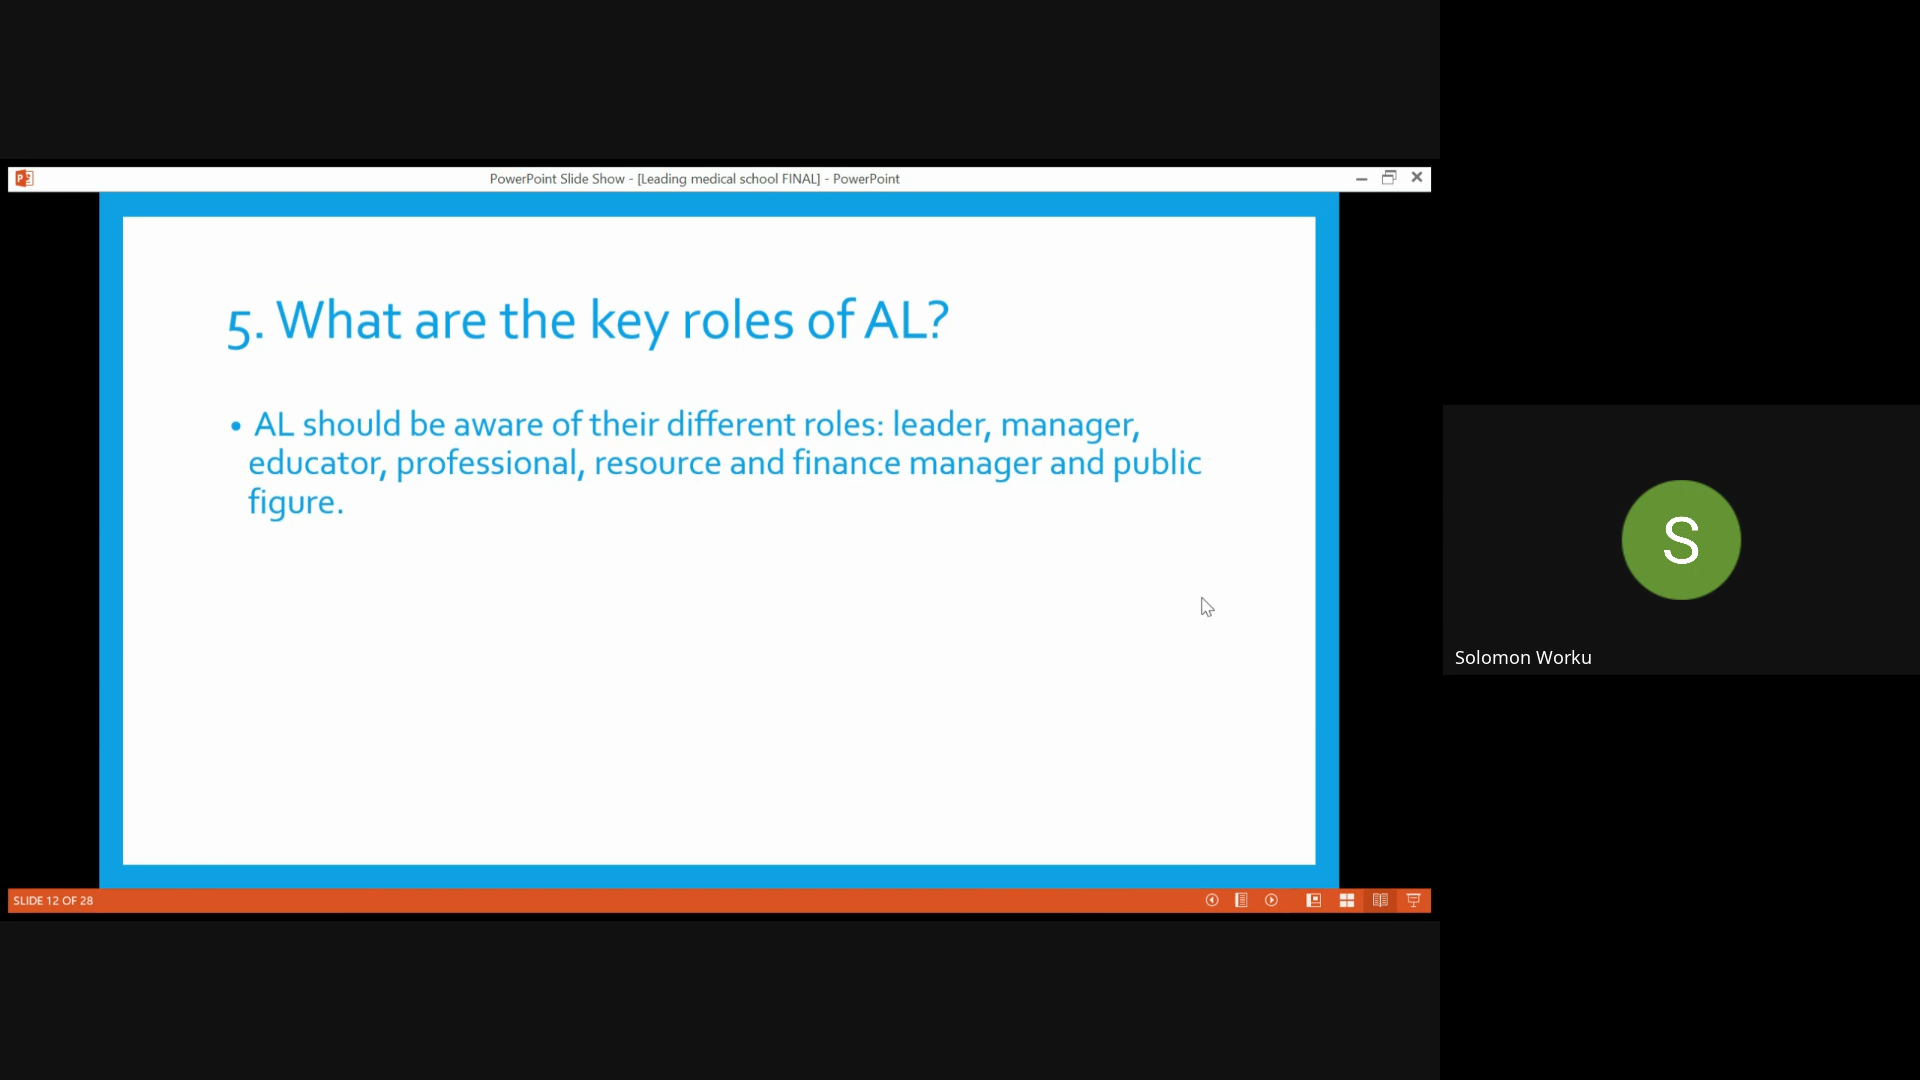 PowerPoint Slide Show - [Leading medical school FINAL] - PowerPoint
5. What are the key roles of AL?
• AL should be aware of their different roles: leader, manager,
educator, professional, resource and finance manager and public
figure.
S
Solomon Worku
SLIDE 12 OF 28